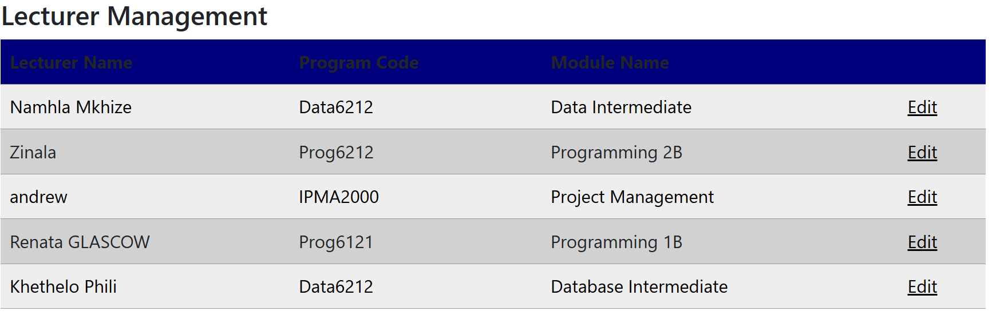 Lecturer Management
Lecturer Name Program Code Module Name
Namhla Mkhize Data6212 Data Intermediate Edit
Zinala Prog6212 Programming 2B Edit
andrew IPMA2000 Project Management Edit
Renata GLASCOW Prog6121 Programming 1B Edit
Khethelo Phili Data6212 Database Intermediate Edit